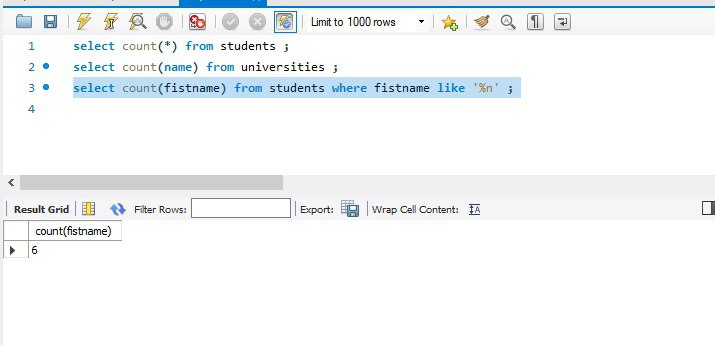 Limit to 1000 rows
1 select count(*) from students ;
2 select count(name) from universities ;
3 select count(fistname) from students where fistname like '%n' ;
4
Result Grid Filter Rows: Export: Wrap Cell Content:
count(fistname)
6